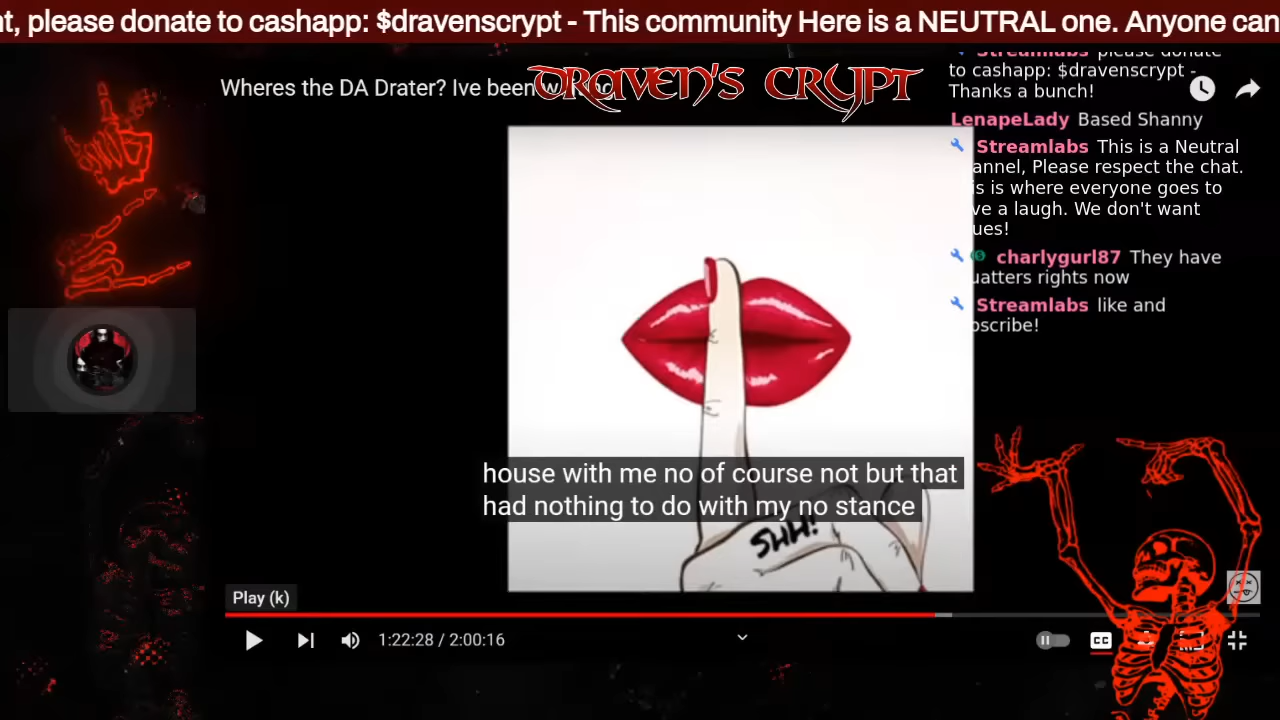 nt, please donate to cashapp: $dravenscrypt - This community Here is a NEUTRAL one. Anyone can
Wheres the DA Drater? Ive been
DRAVEN'S CRYPT
Streamlabs please donate
to cashapp: $dravenscrypt -
Thanks a bunch!
LenapeLady Based Shanny
Streamlabs This is a Neutral
annel, Please respect the chat.
is is where everyone goes to
ve a laugh. We don't want
ues!
charlygurl87 They have
uatters right now
Streamlabs like and
oscribe!
house with me no of course not but that
had nothing to do with my no stance
SHH!
Play (k)
1:22:28 / 2:00:16
CC